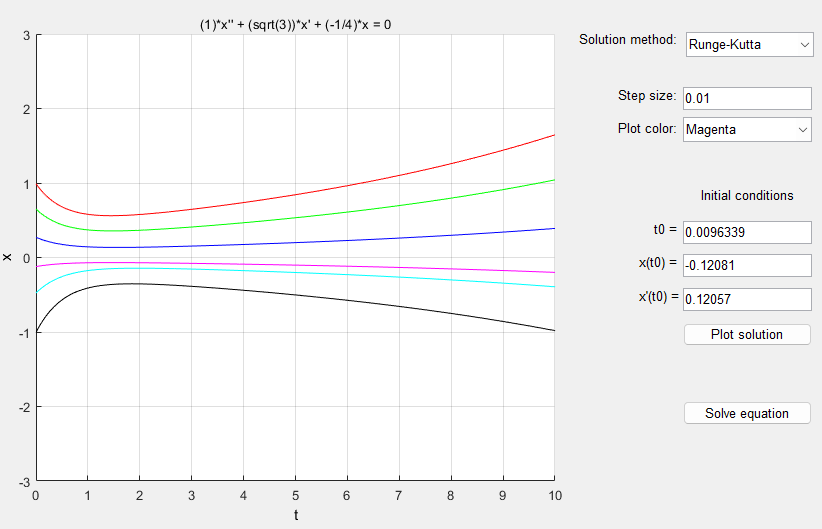 (1)*x'' + (sqrt(3))*x' + (-1/4)*x = 0
3
2
1
0
-1
-2
-3
x
0 1 2 3 4 5 6 7 8 9 10
t
Solution method: Runge-Kutta
Step size: 0.01
Plot color: Magenta
Initial conditions
t0 = 0.0096339
x(t0) = -0.12081
x'(t0) = 0.12057
Plot solution
Solve equation